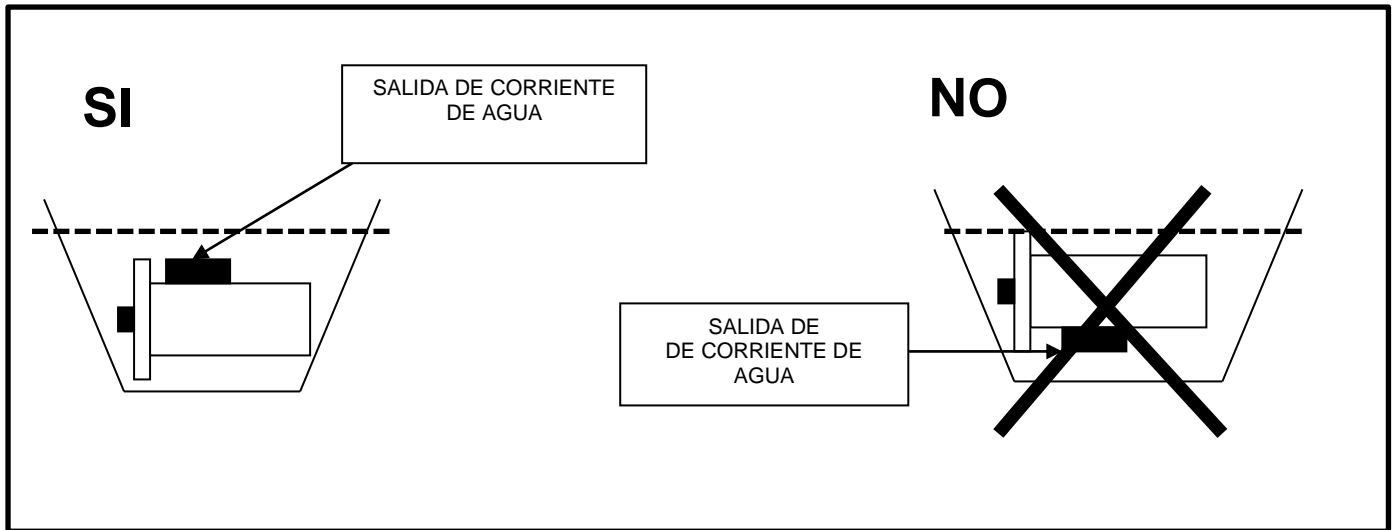 SI
SALIDA DE CORRIENTE
DE AGUA
NO
SALIDA DE
DE CORRIENTE DE
AGUA